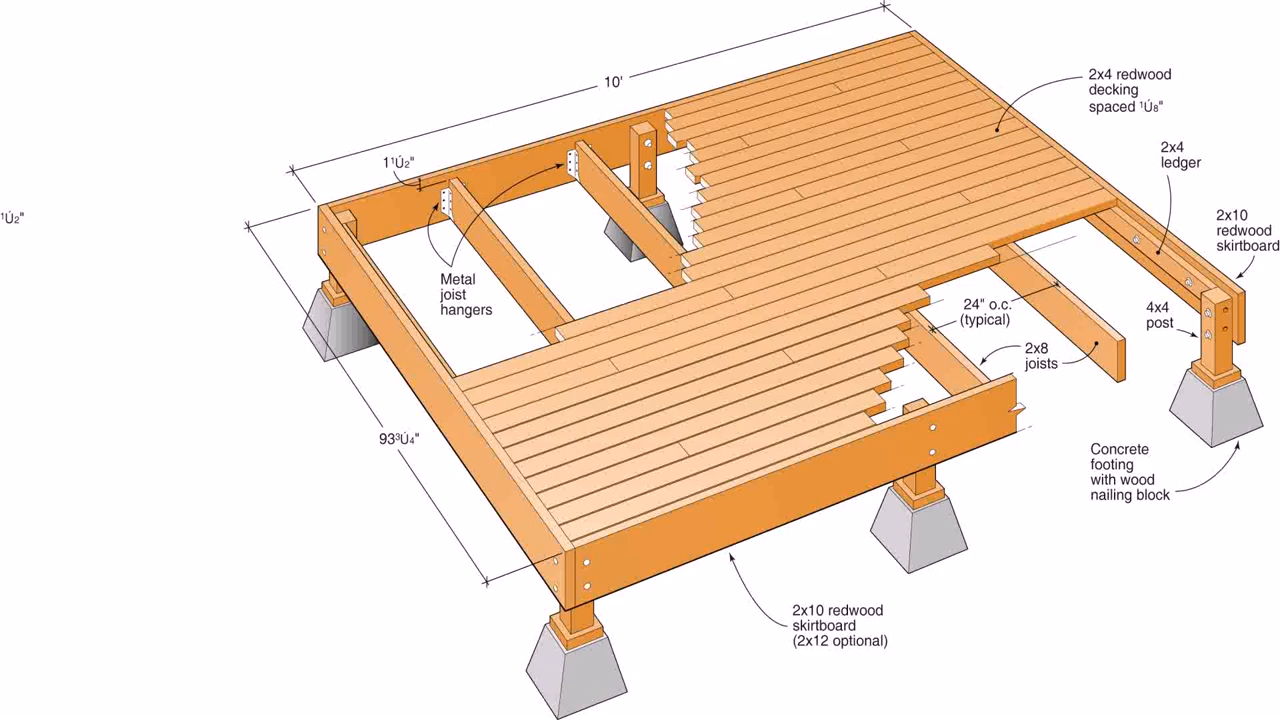 10'
2x4 redwood
decking
spaced ¹Ú₈"
1¹Ú₂"
2x4
ledger
¹Ú₂"
2x10
redwood
skirtboard
Metal
joist
hangers
24" o.c.
(typical)
4x4
post
2x8
joists
93³Ú₄"
Concrete
footing
with wood
nailing block
2x10 redwood
skirtboard
(2x12 optional)